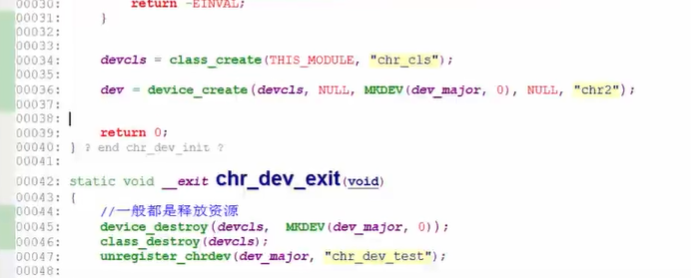 00030:         return -EINVAL;
00031:     }
00032:
00033:
00034:     devcls = class_create(THIS_MODULE, "chr_cls");
00035:
00036:     dev = device_create(devcls, NULL, MKDEV(dev_major, 0), NULL, "chr2");
00037:
00038:
00039:     return 0;
00040: } ? end chr_dev_init ?
00041:
00042: static void __exit chr_dev_exit(void)
00043: {
00044:     //一般都是释放资源
00045:     device_destroy(devcls,  MKDEV(dev_major, 0));
00046:     class_destroy(devcls);
00047:     unregister_chrdev(dev_major, "chr_dev_test");
00048: